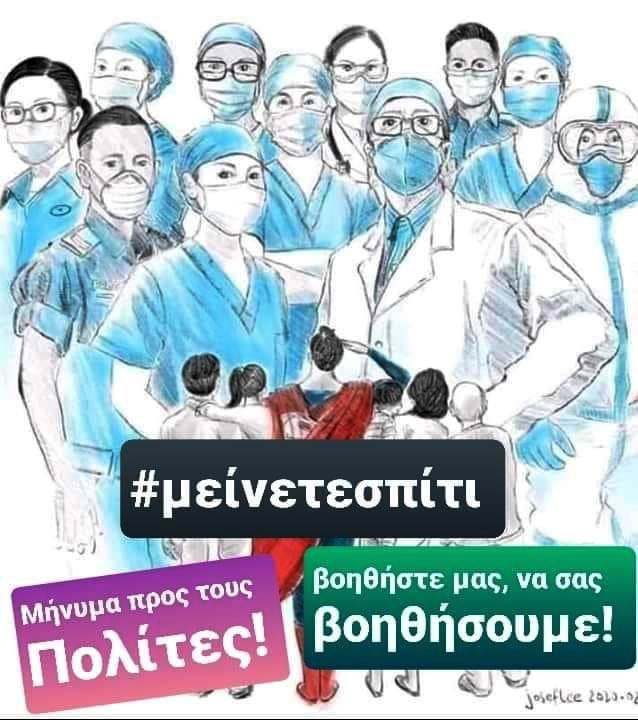 #μείνετεσπίτι
Μήνυμα προς τους
Πολίτες!
βοηθήστε μας, να σας
βοηθήσουμε!
joseflee